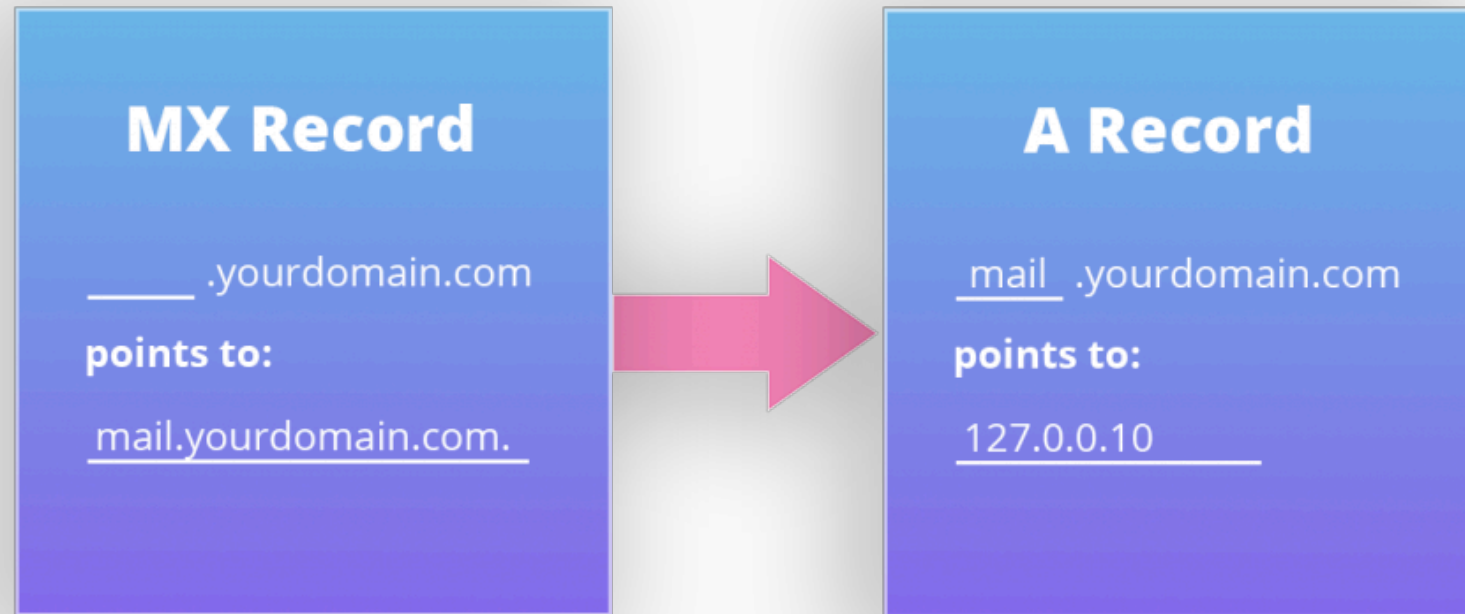 MX Record
.yourdomain.com
points to:
mail.yourdomain.com.
A Record
mail .yourdomain.com
points to:
127.0.0.10